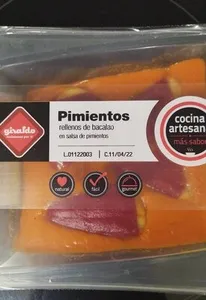 giraldo
Pimientos
rellenos de bacalao
en salsa de pimientos
L.01122003
C.11/04/22
cocina
artesan
más sabor
natural
fácil
gourmet